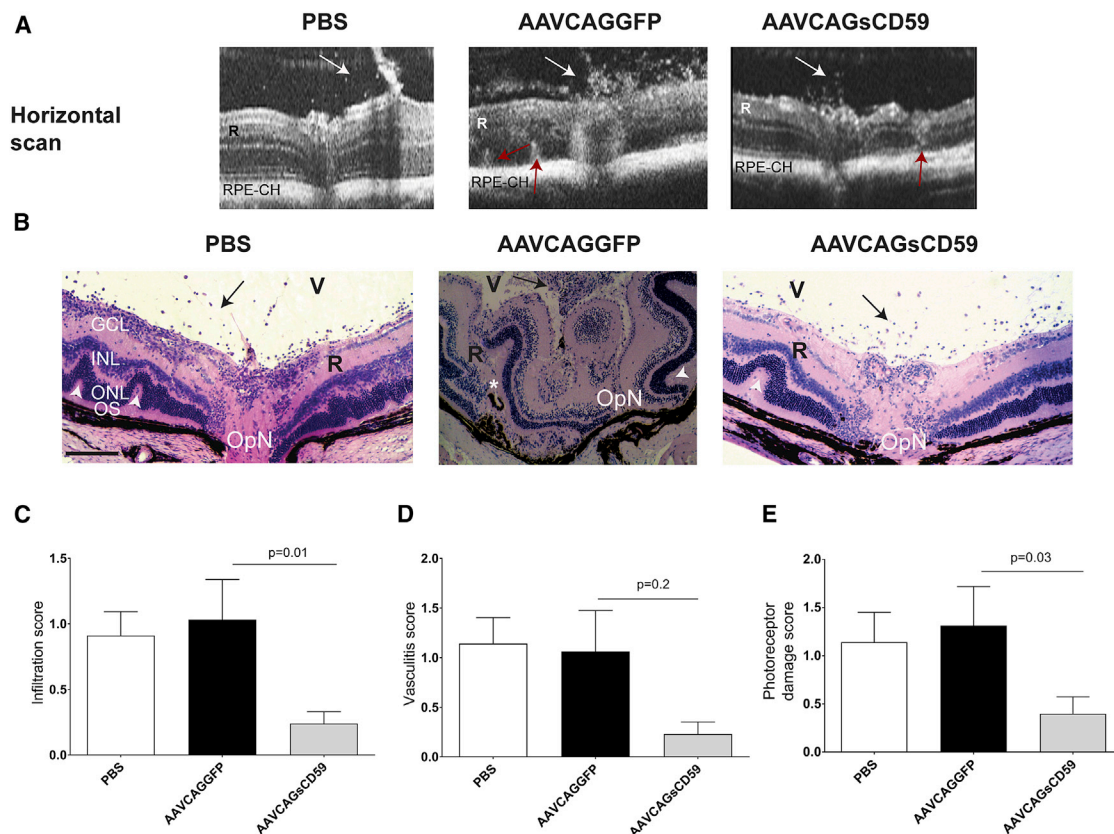 A
PBS
AAVCAGGFP
AAVCAGsCD59
Horizontal
scan
R
RPE-CH
R
RPE-CH
R
RPE-CH
B
PBS
AAVCAGGFP
AAVCAGsCD59
V
GCL
INL
ONL
OS
R
OpN
V
R
*
OpN
V
R
OpN
C
Infiltration score
1.5
1.0
0.5
0.0
p=0.01
PBS
AAVCAGGFP
AAVCAGsCD59
D
Vasculitis score
2.0
1.5
1.0
0.5
0.0
p=0.2
PBS
AAVCAGGFP
AAVCAGsCD59
E
Photoreceptor
damage score
2.0
1.5
1.0
0.5
0.0
p=0.03
PBS
AAVCAGGFP
AAVCAGsCD59